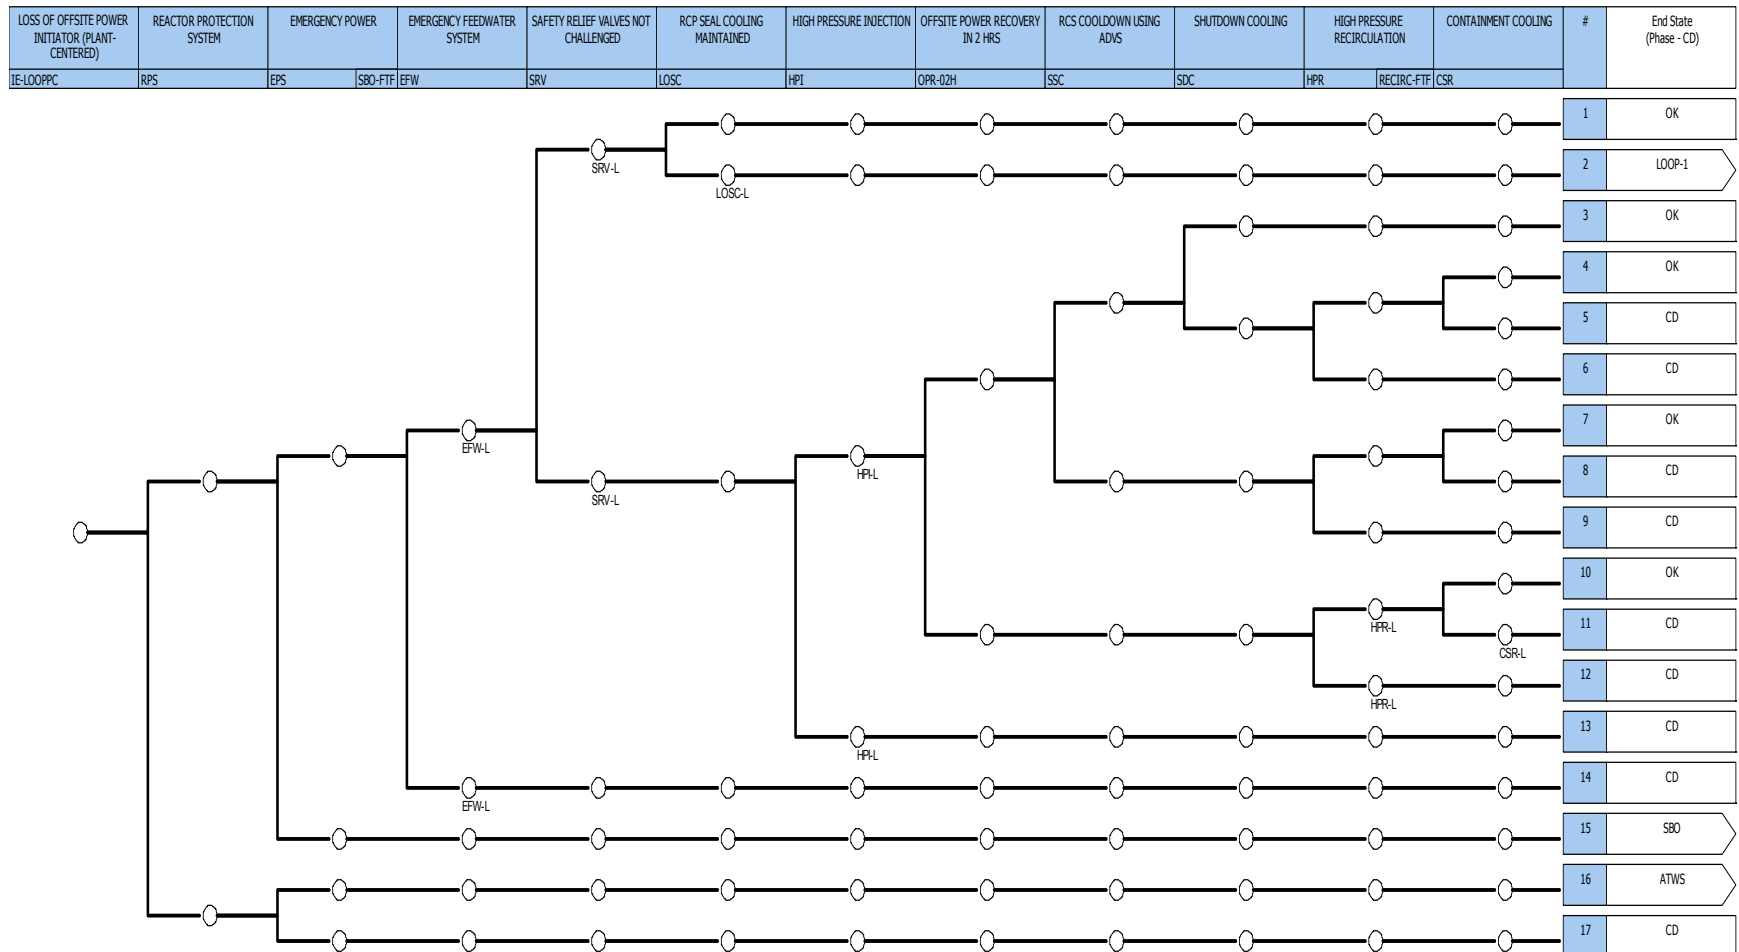 LOSS OF OFFSITE POWER
INITIATOR (PLANT-
CENTERED)
REACTOR PROTECTION
SYSTEM
EMERGENCY POWER
EMERGENCY FEEDWATER
SYSTEM
SAFETY RELIEF VALVES NOT
CHALLENGED
RCP SEAL COOLING
MAINTAINED
HIGH PRESSURE INJECTION
OFFSITE POWER RECOVERY
IN 2 HRS
RCS COOLDOWN USING
ADVS
SHUTDOWN COOLING
HIGH PRESSURE
RECIRCULATION
CONTAINMENT COOLING
#
End State
(Phase - CD)
IE-LOOPPC
RPS
EPS
SBO-FTF
EFW
SRV
LOSC
HPI
OPR-02H
SSC
SDC
HPR
RECIRC-FTF
CSR
1 OK
SRV-L
2 LOOP-1
LOSC-L
3 OK
4 OK
5 CD
6 CD
7 OK
EFW-L
8 CD
HPI-L
SRV-L
9 CD
10 OK
11 CD
HPR-L
CSR-L
12 CD
HPR-L
13 CD
HPI-L
14 CD
EFW-L
15 SBO
16 ATWS
17 CD